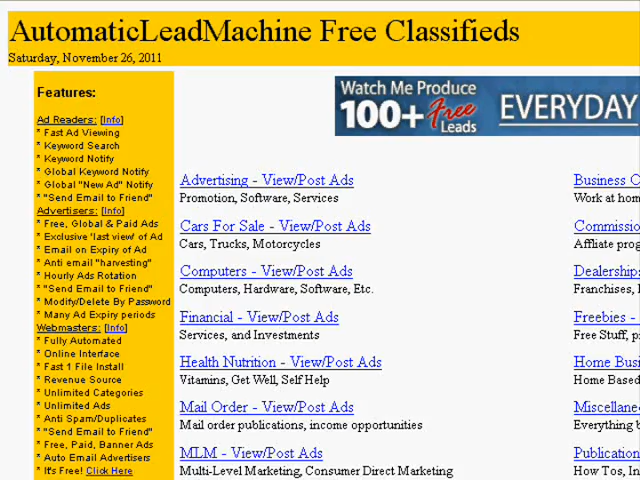 AutomaticLeadMachine Free Classifieds
Saturday, November 26, 2011
Features:
Ad Readers: [Info]
* Fast Ad Viewing
* Keyword Search
* Keyword Notify
* Global Keyword Notify
* Global "New Ad" Notify
* "Send Email to Friend"
Advertisers: [Info]
* Free, Global & Paid Ads
* Exclusive 'last view' of Ad
* Email on Expiry of Ad
* Anti email "harvesting"
* Hourly Ads Rotation
* "Send Email to Friend"
* Modify/Delete By Password
* Many Ad Expiry periods
Webmasters: [Info]
* Fully Automated
* Online Interface
* Fast 1 File Install
* Revenue Source
* Unlimited Categories
* Unlimited Ads
* Anti Spam/Duplicates
* "Send Email to Friend"
* Free, Paid, Banner Ads
* Auto Email Advertisers
* It's Free! Click Here
Watch Me Produce
100+ Free
Leads
EVERYDAY
Advertising - View/Post Ads
Promotion, Software, Services
Cars For Sale - View/Post Ads
Cars, Trucks, Motorcycles
Computers - View/Post Ads
Computers, Hardware, Software, Etc.
Financial - View/Post Ads
Services, and Investments
Health Nutrition - View/Post Ads
Vitamins, Get Well, Self Help
Mail Order - View/Post Ads
Mail order publications, income opportunities
MLM - View/Post Ads
Multi-Level Marketing, Consumer Direct Marketing
Business O
Work at hom
Commissio
Affliate prog
Dealerships
Franchises,
Freebies -
Free Stuff, p
Home Busi
Home Based
Miscellane
Everything b
Publication
How Tos, In